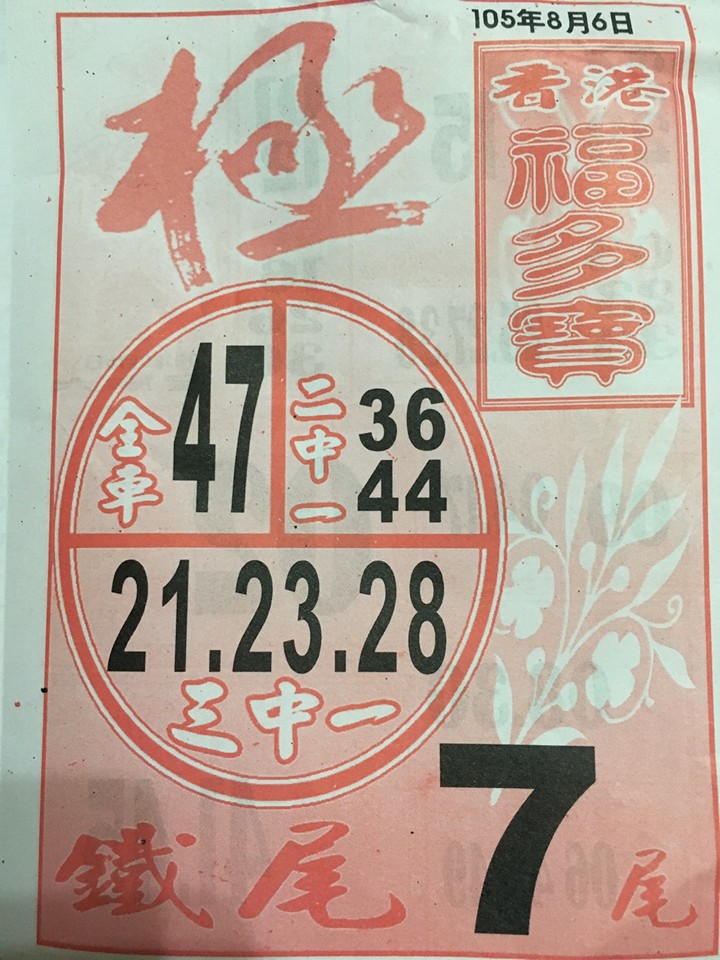 105年8月6日
香港
福多寶
極
全車
47
二中一
36
44
21.23.28
三中一
鐵尾 7 尾